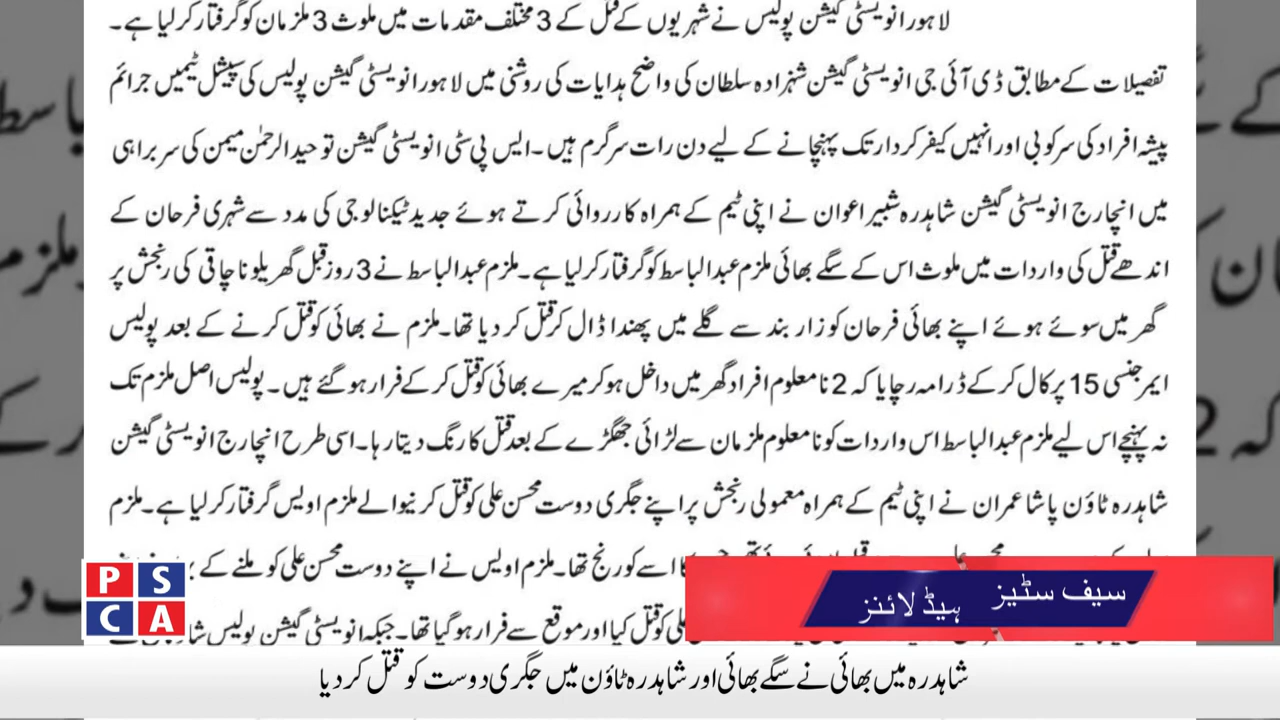 لاہور انویسٹی گیشن پولیس نے شہریوں کے قتل کے 3 مختلف مقدمات میں ملوث 3 ملزمان کو گرفتار کر لیا ہے۔
تفصیلات کے مطابق ڈی آئی جی انویسٹی گیشن شہزادہ سلطان کی واضح ہدایات کی روشنی میں لاہور انویسٹی گیشن پولیس کی سپیشل ٹیمیں جرائم
پیشہ افراد کی سرکوبی اور انہیں کیفر کردار تک پہنچانے کے لیے دن رات سرگرم ہیں۔ ایس پی سٹی انویسٹی گیشن توحید الرحمٰن میمن کی سربراہی
میں انچارج انویسٹی گیشن شاہدرہ شبیر اعوان نے اپنی ٹیم کے ہمراہ کارروائی کرتے ہوئے جدید ٹیکنالوجی کی مدد سے شہری فرحان کے
اندھے قتل کی واردات میں ملوث اس کے سگے بھائی ملزم عبدالباسط کو گرفتار کر لیا ہے۔ ملزم عبدالباسط نے 3 روز قبل گھریلو ناچاقی کی رنجش پر
گھر میں سوئے ہوئے اپنے بھائی فرحان کو زار بند سے گلے میں پھندا ڈال کر قتل کر دیا تھا۔ ملزم نے بھائی کو قتل کرنے کے بعد پولیس
ایمرجنسی 15 پر کال کر کے ڈرامہ رچایا کہ 2 نامعلوم افراد گھر میں داخل ہو کر میرے بھائی کو قتل کر کے فرار ہو گئے ہیں۔ پولیس اصل ملزم تک
نہ پہنچے اس لیے ملزم عبدالباسط اس واردات کو نامعلوم ملزمان سے لڑائی جھگڑے کے بعد قتل کا رنگ دیتا رہا۔ اسی طرح انچارج انویسٹی گیشن
شاہدرہ ٹاؤن پاشا عمران نے اپنی ٹیم کے ہمراہ معمولی رنجش پر اپنے جگری دوست محسن علی کو قتل کرنیوالے ملزم اویس گرفتار کر لیا ہے۔ ملزم
کا اسے کو رنج تھا۔ ملزم اویس نے اپنے دوست محسن علی کو ملنے کے
علی کو قتل کیا اور موقع سے فرار ہو گیا تھا۔ جبکہ انویسٹی گیشن پولیس
PSCA
سیف سٹیز ہیڈ لائنز
شاہدرہ میں بھائی نے سگے بھائی اور شاہدرہ ٹاؤن میں جگری دوست کو قتل کر دیا